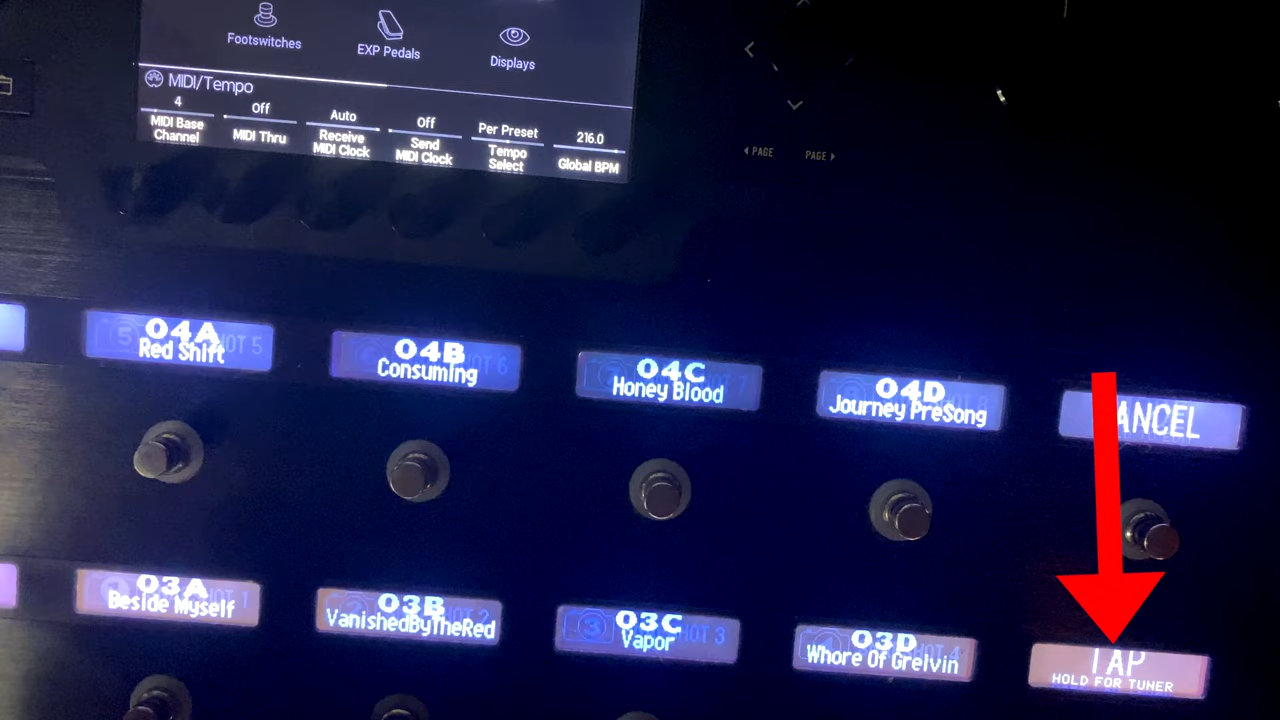 Footswitches
EXP Pedals
Displays
MIDI/Tempo
4
MIDI Base
Channel
Off
MIDI Thru
Auto
Receive
MIDI Clock
Off
Send
MIDI Clock
Per Preset
Tempo
Select
216.0
Global BPM
PAGE
PAGE
04A
Red Shift
04B
Consuming
04C
Honey Blood
04D
Journey PreSong
ANCEL
03A
Beside Myself
03B
VanishedByTheRed
03C
Vapor
03D
Whore Of Grelvin
TAP
HOLD FOR TUNER